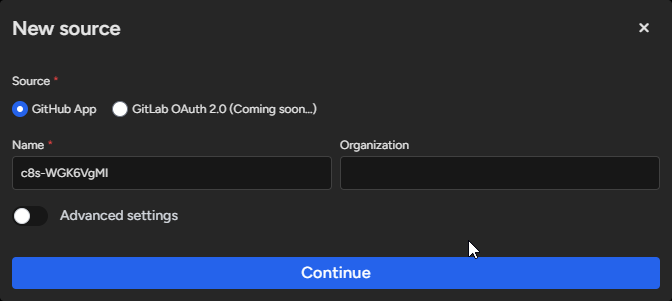 New source
Source *
GitHub App GitLab OAuth 2.0 (Coming soon...)
Name * Organization
c8s-WGK6VgMI
Advanced settings
Continue